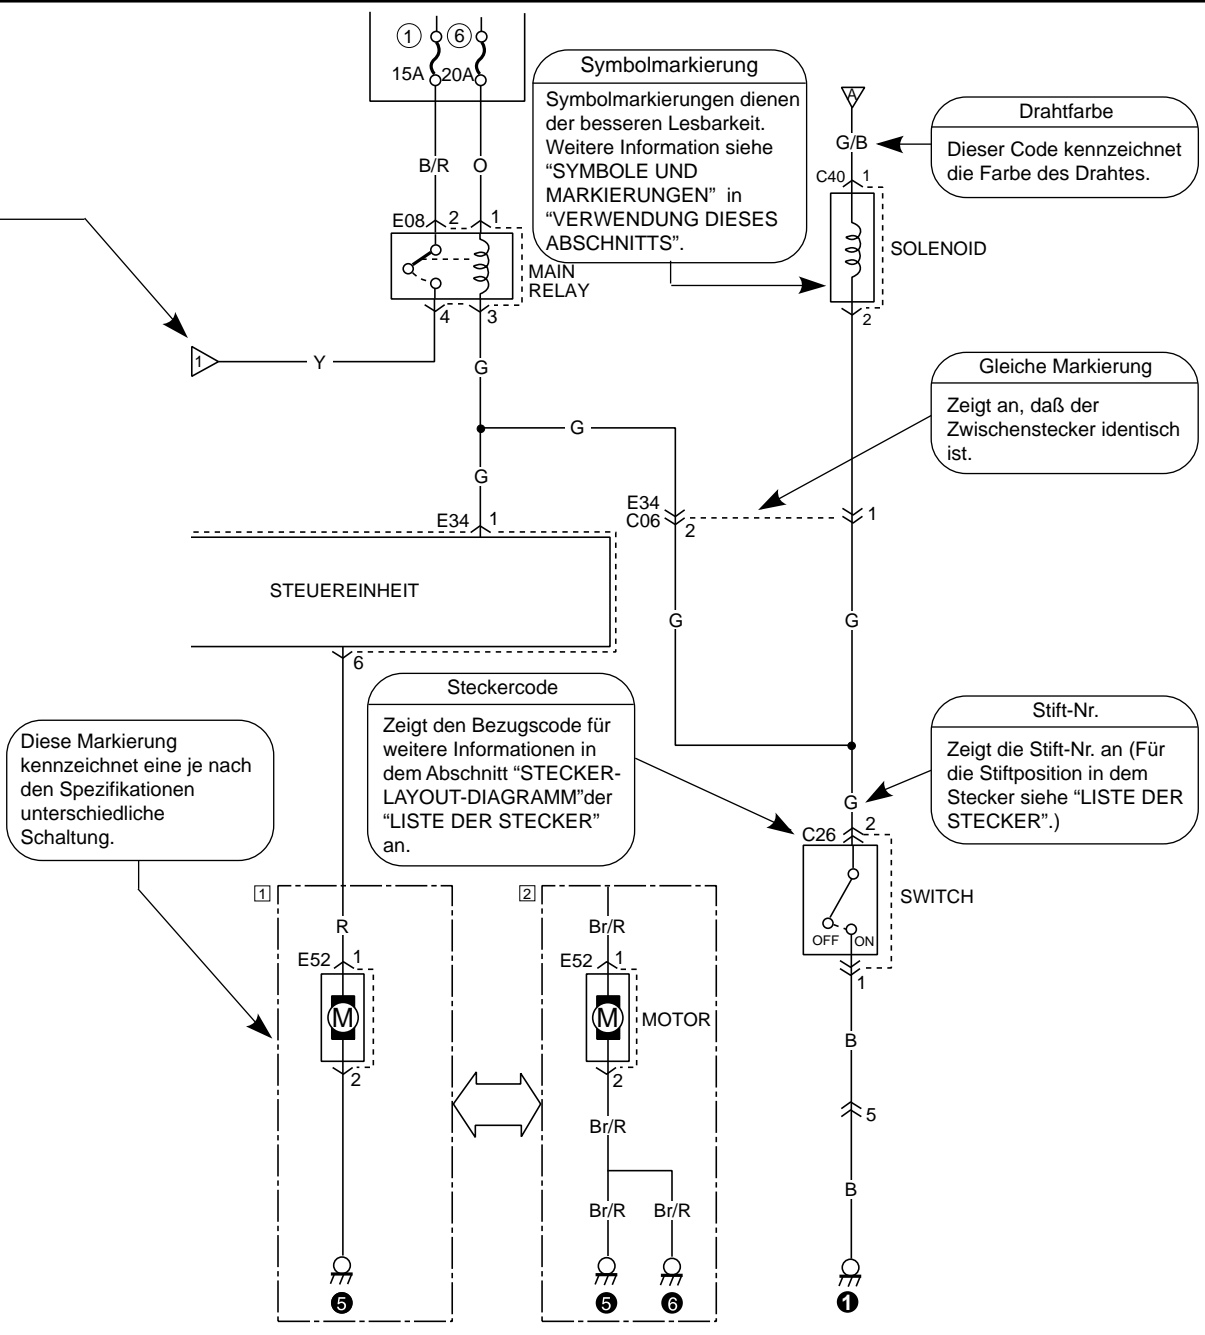 1 6
15A 20A
Symbolmarkierung
Symbolmarkierungen dienen
der besseren Lesbarkeit.
Weitere Information siehe
“SYMBOLE UND
MARKIERUNGEN” in
“VERWENDUNG DIESES
ABSCHNITTS”.
A
G/B
Drahtfarbe
Dieser Code kennzeichnet
die Farbe des Drahtes.
B/R O
C40 1
E08 2 1
SOLENOID
MAIN
RELAY
4 3
2
1
Y
G
Gleiche Markierung
Zeigt an, daß der
Zwischenstecker identisch
ist.
G
G
E34
C06
2
1
E34 1
STEUEREINHEIT
G
G
6
Steckercode
Zeigt den Bezugscode für
weitere Informationen in
dem Abschnitt “STECKER-
LAYOUT-DIAGRAMM”der
“LISTE DER STECKER”
an.
Stift-Nr.
Zeigt die Stift-Nr. an (Für
die Stiftposition in dem
Stecker siehe “LISTE DER
STECKER”.)
Diese Markierung
kennzeichnet eine je nach
den Spezifikationen
unterschiedliche
Schaltung.
G
C26 2
SWITCH
OFF ON
1
1
2
R
Br/R
E52 1
E52 1
M
M
MOTOR
2
2
B
5
Br/R
B
Br/R Br/R
5
5
6
1